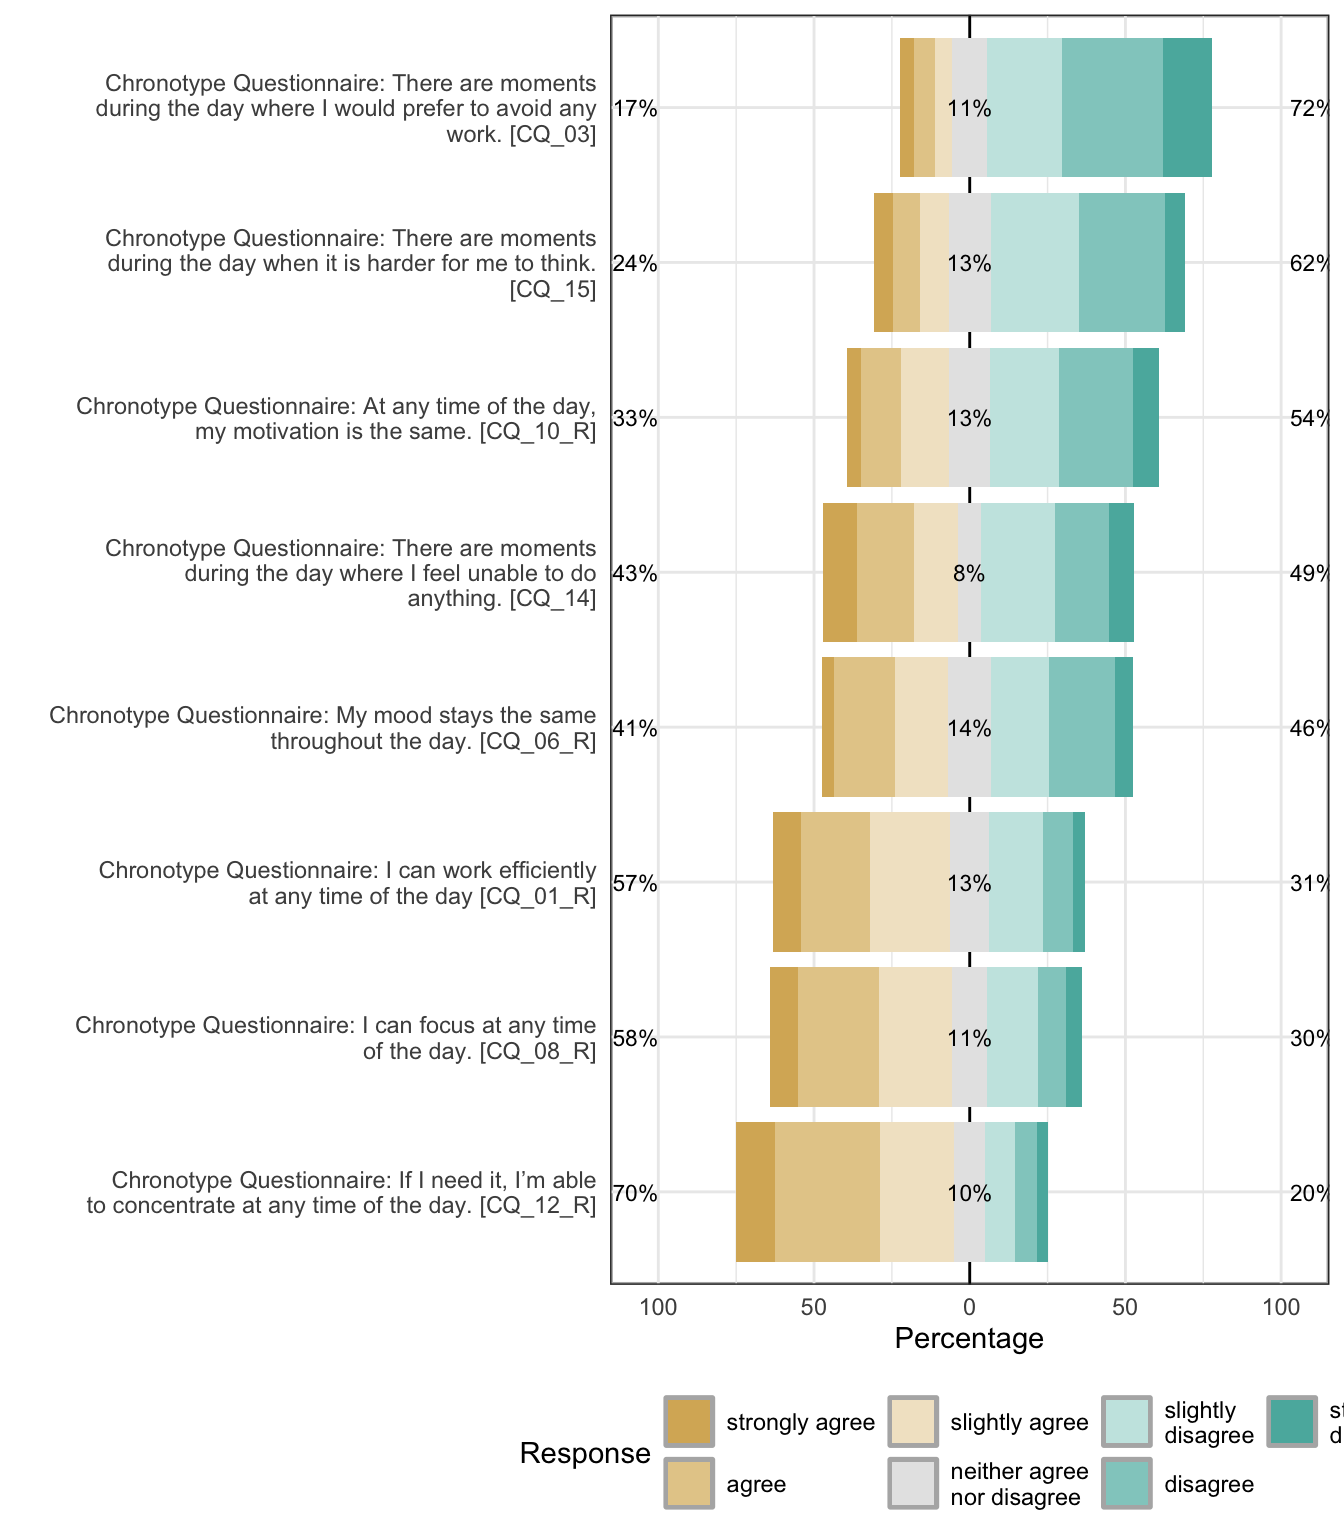 Chronotype Questionnaire: There are moments
during the day where I would prefer to avoid any
work. [CQ_03]
17%
11%
72%
Chronotype Questionnaire: There are moments
during the day when it is harder for me to think.
[CQ_15]
24%
13%
62%
Chronotype Questionnaire: At any time of the day,
my motivation is the same. [CQ_10_R]
33%
13%
54%
Chronotype Questionnaire: There are moments
during the day where I feel unable to do
anything. [CQ_14]
43%
8%
49%
Chronotype Questionnaire: My mood stays the same
throughout the day. [CQ_06_R]
41%
14%
46%
Chronotype Questionnaire: I can work efficiently
at any time of the day [CQ_01_R]
57%
13%
31%
Chronotype Questionnaire: I can focus at any time
of the day. [CQ_08_R]
58%
11%
30%
Chronotype Questionnaire: If I need it, I’m able
to concentrate at any time of the day. [CQ_12_R]
70%
10%
20%
100 50 0 50 100
Percentage
Response
strongly agree
agree
slightly agree
neither agree
nor disagree
slightly
disagree
disagree